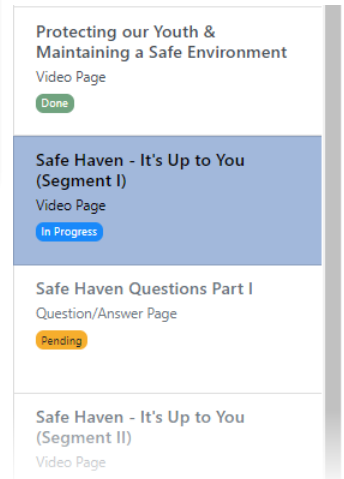 Protecting our Youth &
Maintaining a Safe Environment
Video Page
Done
Safe Haven - It's Up to You
(Segment I)
Video Page
In Progress
Safe Haven Questions Part I
Question/Answer Page
Pending
Safe Haven - It's Up to You
(Segment II)
Video Page